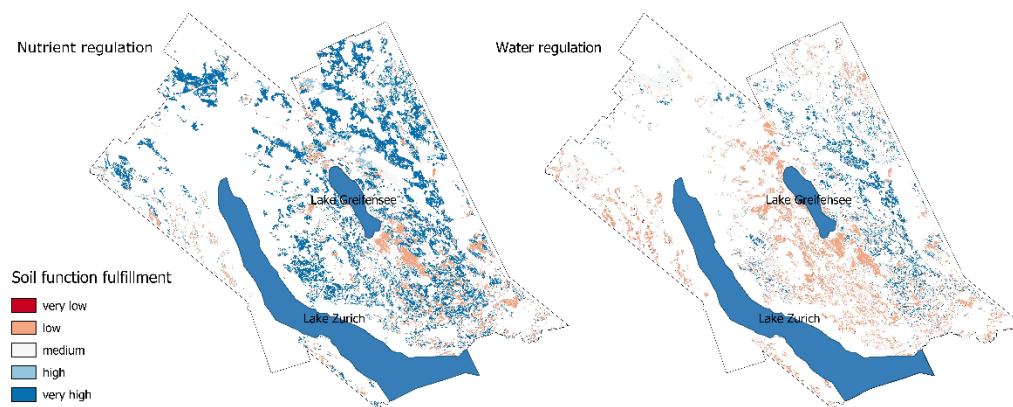 Nutrient regulation
Water regulation
Lake Greifensee
Lake Greifensee
Soil function fulfillment
very low
low
medium
high
very high
Lake Zurich
Lake Zurich